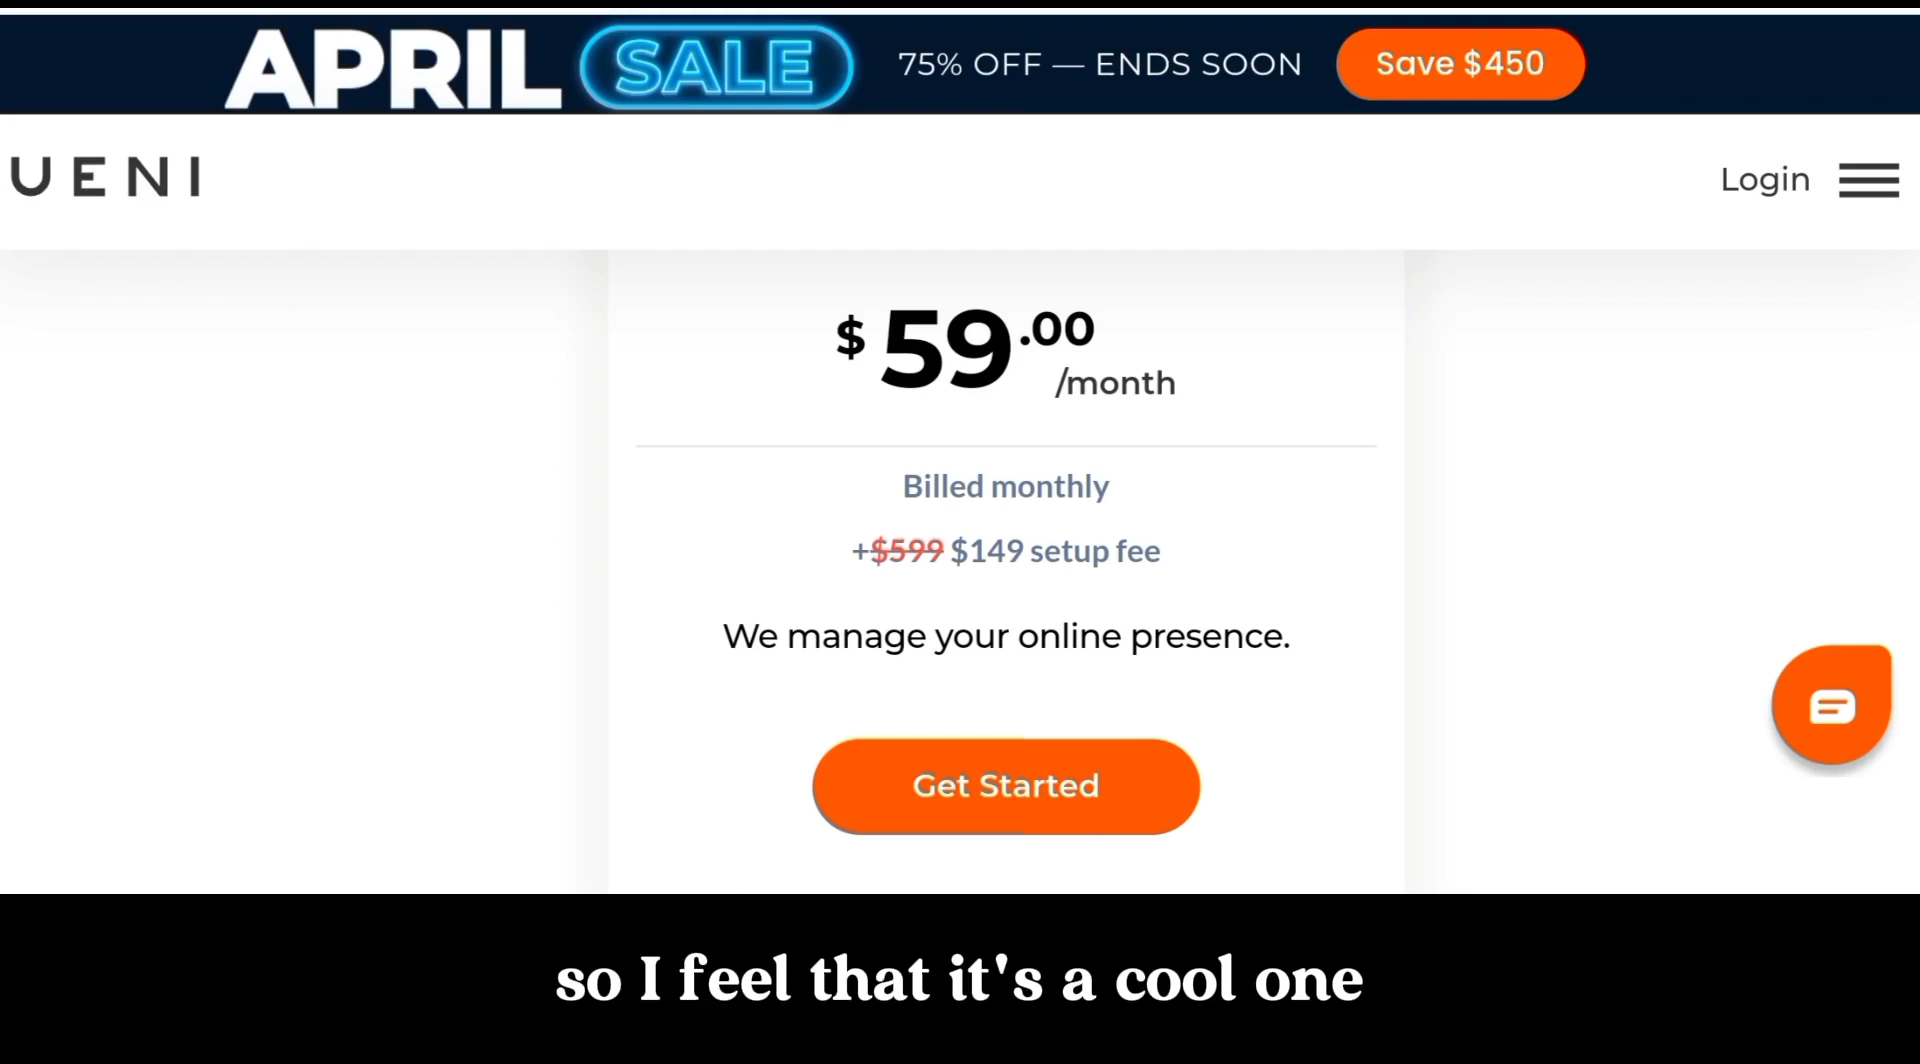 APRIL SALE 75% OFF — ENDS SOON Save $450
UENI Login
$59.00
/month
Billed monthly
+$599 $149 setup fee
We manage your online presence.
Get Started
so I feel that it's a cool one